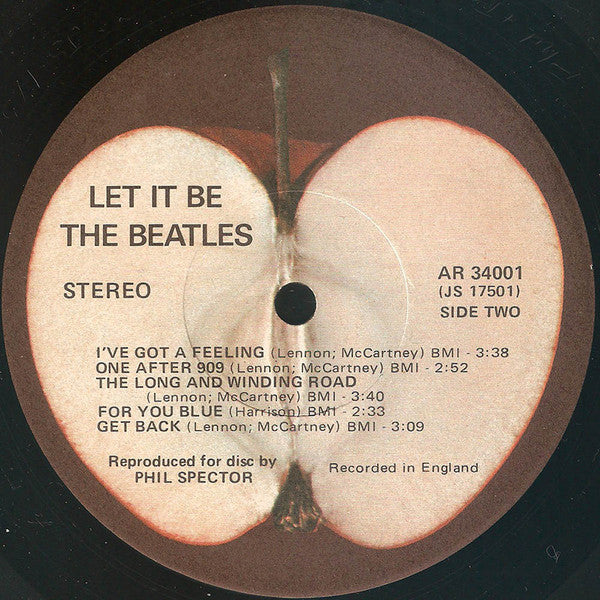 LET IT BE
THE BEATLES
STEREO
AR 34001
(JS 17501)
SIDE TWO
I'VE GOT A FEELING (Lennon; McCartney) BMI - 3:38
ONE AFTER 909 (Lennon; McCartney) BMI - 2:52
THE LONG AND WINDING ROAD
(Lennon; McCartney) BMI - 3:40
FOR YOU BLUE (Harrison) BMI - 2:33
GET BACK (Lennon; McCartney) BMI - 3:09
Reproduced for disc by
PHIL SPECTOR
Recorded in England